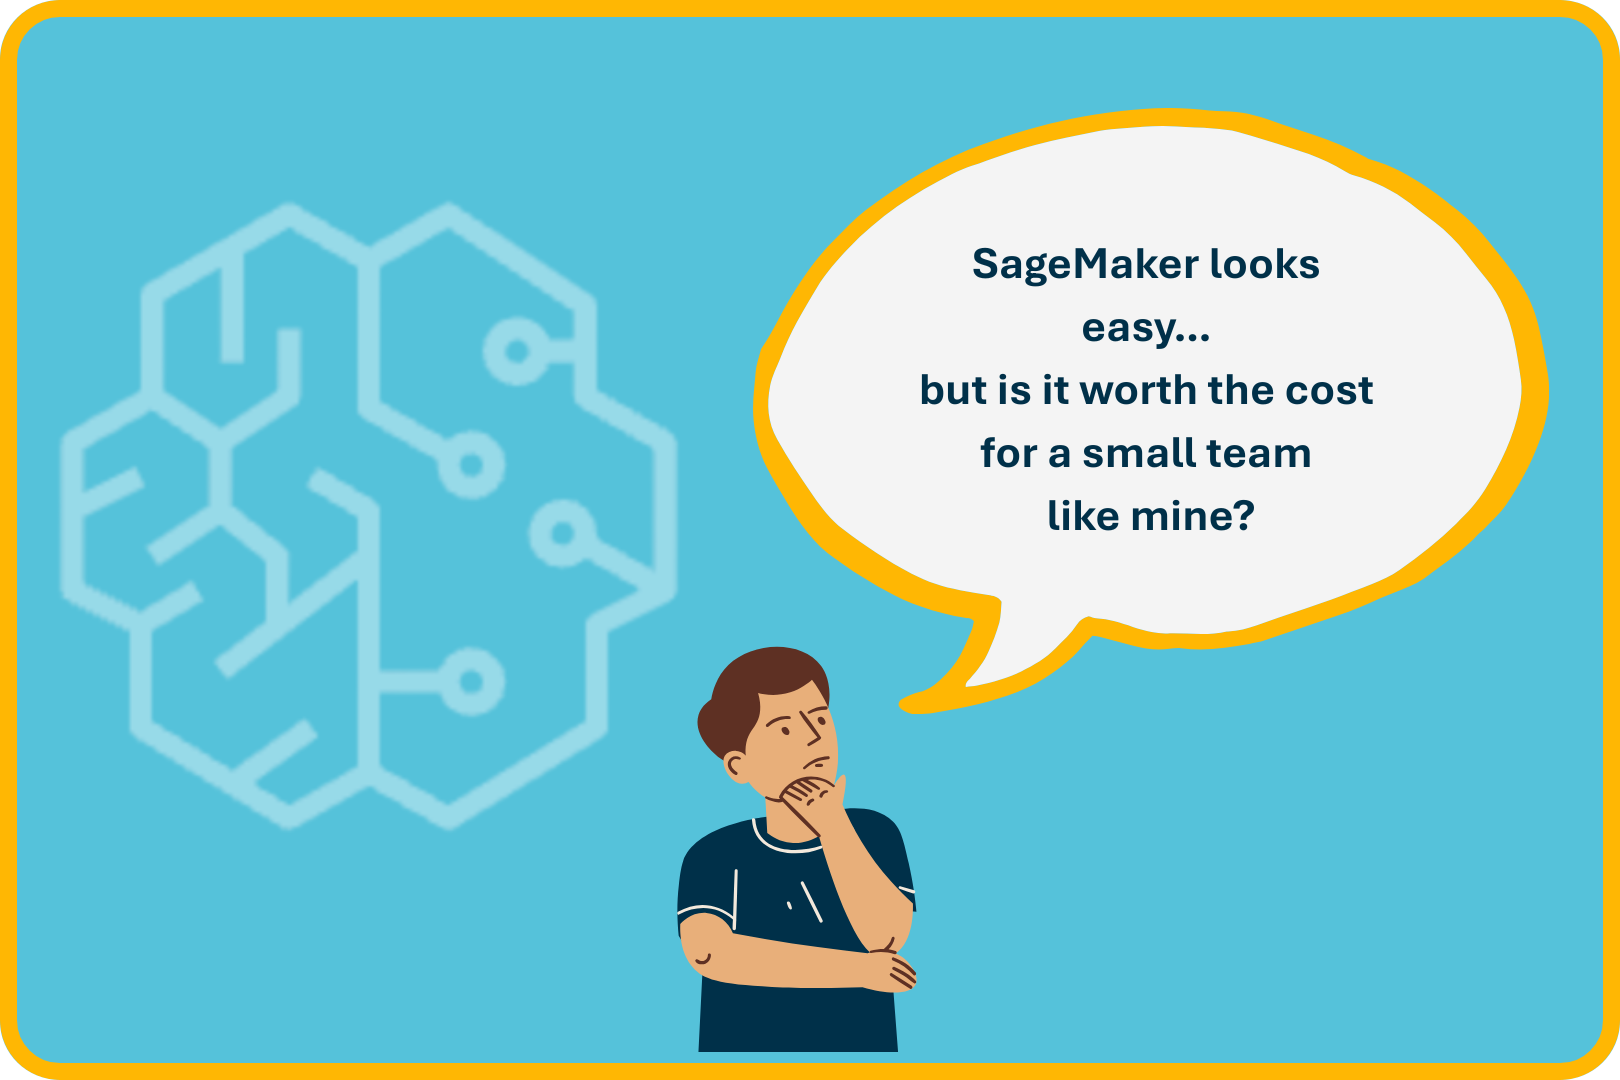 SageMaker looks
easy...
but is it worth the cost
for a small team
like mine?